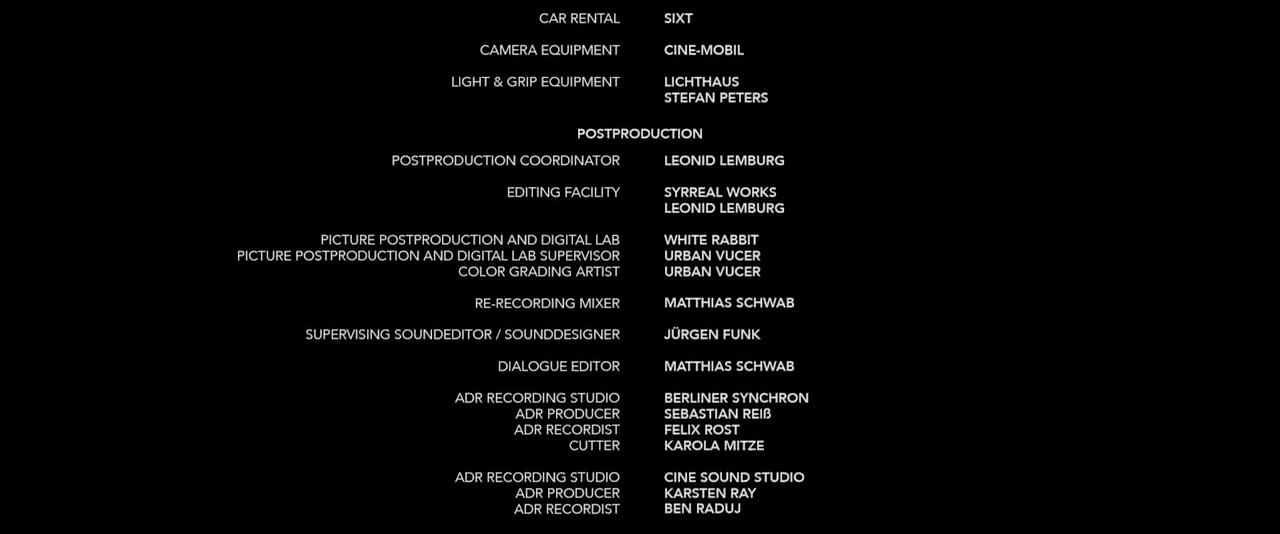 CAR RENTAL SIXT
CAMERA EQUIPMENT CINE-MOBIL
LIGHT & GRIP EQUIPMENT LICHTHAUS
STEFAN PETERS
POSTPRODUCTION
POSTPRODUCTION COORDINATOR LEONID LEMBURG
EDITING FACILITY SYRREAL WORKS
LEONID LEMBURG
PICTURE POSTPRODUCTION AND DIGITAL LAB WHITE RABBIT
PICTURE POSTPRODUCTION AND DIGITAL LAB SUPERVISOR URBAN VUCER
COLOR GRADING ARTIST URBAN VUCER
RE-RECORDING MIXER MATTHIAS SCHWAB
SUPERVISING SOUNDEDITOR / SOUNDDESIGNER JÜRGEN FUNK
DIALOGUE EDITOR MATTHIAS SCHWAB
ADR RECORDING STUDIO BERLINER SYNCHRON
ADR PRODUCER SEBASTIAN REIß
ADR RECORDIST FELIX ROST
CUTTER KAROLA MITZE
ADR RECORDING STUDIO CINE SOUND STUDIO
ADR PRODUCER KARSTEN RAY
ADR RECORDIST BEN RADUJ